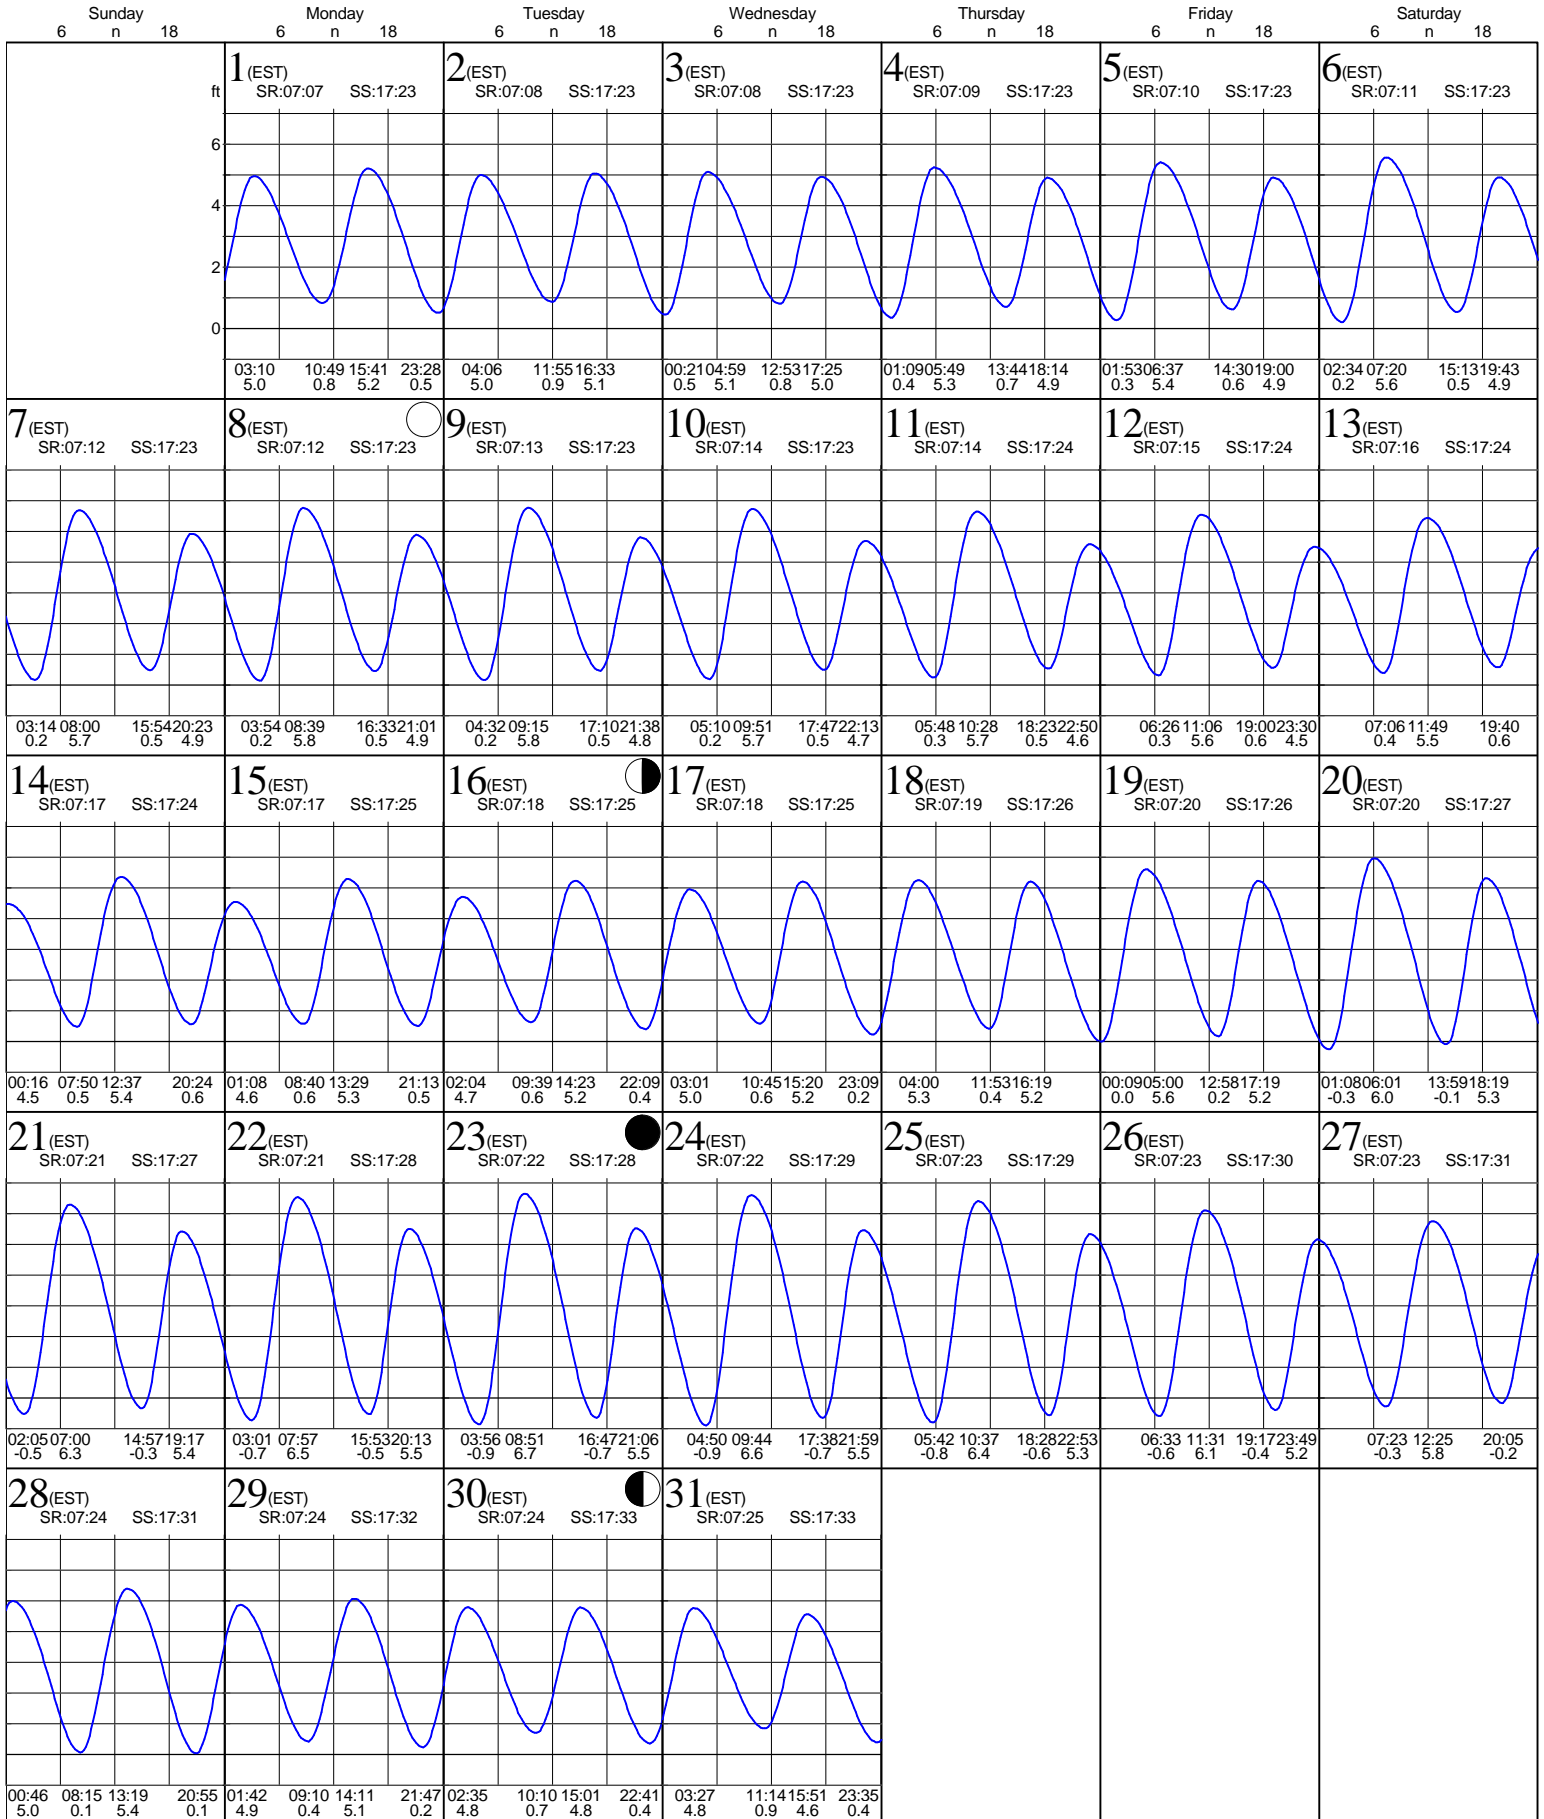 Sunday Monday Tuesday Wednesday Thursday Friday Saturday
6 n 18 6 n 18 6 n 18 6 n 18 6 n 18 6 n 18 6 n 18
1(EST) 2(EST) 3(EST) 4(EST) 5(EST) 6(EST)
ft SR:07:07 SS:17:23 SR:07:08 SS:17:23 SR:07:08 SS:17:23 SR:07:09 SS:17:23 SR:07:10 SS:17:23 SR:07:11 SS:17:23
6
4
2
0
03:10 10:49 15:41 23:28 04:06 11:55 16:33 00:21 04:59 12:53 17:25 01:09 05:49 13:44 18:14 01:53 06:37 14:30 19:00 02:34 07:20 15:13 19:43
5.0 0.8 5.2 0.5 5.0 0.9 5.1 0.5 5.1 0.8 5.0 0.4 5.3 0.7 4.9 0.3 5.4 0.6 4.9 0.2 5.6 0.5 4.9
7(EST) 8(EST) 9(EST) 10(EST) 11(EST) 12(EST) 13(EST)
SR:07:12 SS:17:23 SR:07:12 SS:17:23 SR:07:13 SS:17:23 SR:07:14 SS:17:23 SR:07:14 SS:17:24 SR:07:15 SS:17:24 SR:07:16 SS:17:24
03:14 08:00 15:54 20:23 03:54 08:39 16:33 21:01 04:32 09:15 17:10 21:38 05:10 09:51 17:47 22:13 05:48 10:28 18:23 22:50 06:26 11:06 19:00 23:30 07:06 11:49 19:40
0.2 5.7 0.5 4.9 0.2 5.8 0.5 4.9 0.2 5.8 0.5 4.8 0.2 5.7 0.5 4.7 0.3 5.7 0.5 4.6 0.3 5.6 0.6 4.5 0.4 5.5 0.6
14(EST) 15(EST) 16(EST) 17(EST) 18(EST) 19(EST) 20(EST)
SR:07:17 SS:17:24 SR:07:17 SS:17:25 SR:07:18 SS:17:25 SR:07:18 SS:17:25 SR:07:19 SS:17:26 SR:07:20 SS:17:26 SR:07:20 SS:17:27
00:16 07:50 12:37 20:24 01:08 08:40 13:29 21:13 02:04 09:39 14:23 22:09 03:01 10:45 15:20 23:09 04:00 11:53 16:19 00:09 05:00 12:58 17:19 01:08 06:01 13:59 18:19
4.5 0.5 5.4 0.6 4.6 0.6 5.3 0.5 4.7 0.6 5.2 0.4 5.0 0.6 5.2 0.2 5.3 0.4 5.2 0.0 5.6 0.2 5.2 -0.3 6.0 -0.1 5.3
21(EST) 22(EST) 23(EST) 24(EST) 25(EST) 26(EST) 27(EST)
SR:07:21 SS:17:27 SR:07:21 SS:17:28 SR:07:22 SS:17:28 SR:07:22 SS:17:29 SR:07:23 SS:17:29 SR:07:23 SS:17:30 SR:07:23 SS:17:31
02:05 07:00 14:57 19:17 03:01 07:57 15:53 20:13 03:56 08:51 16:47 21:06 04:50 09:44 17:38 21:59 05:42 10:37 18:28 22:53 06:33 11:31 19:17 23:49 07:23 12:25 20:05
-0.5 6.3 -0.3 5.4 -0.7 6.5 -0.5 5.5 -0.9 6.7 -0.7 5.5 -0.9 6.6 -0.7 5.5 -0.8 6.4 -0.6 5.3 -0.6 6.1 -0.4 5.2 -0.3 5.8 -0.2
28(EST) 29(EST) 30(EST) 31(EST)
SR:07:24 SS:17:31 SR:07:24 SS:17:32 SR:07:24 SS:17:33 SR:07:25 SS:17:33
00:46 08:15 13:19 20:55 01:42 09:10 14:11 21:47 02:35 10:10 15:01 22:41 03:27 11:14 15:51 23:35
5.0 0.1 5.4 0.1 4.9 0.4 5.1 0.2 4.8 0.7 4.8 0.4 4.8 0.9 4.6 0.4